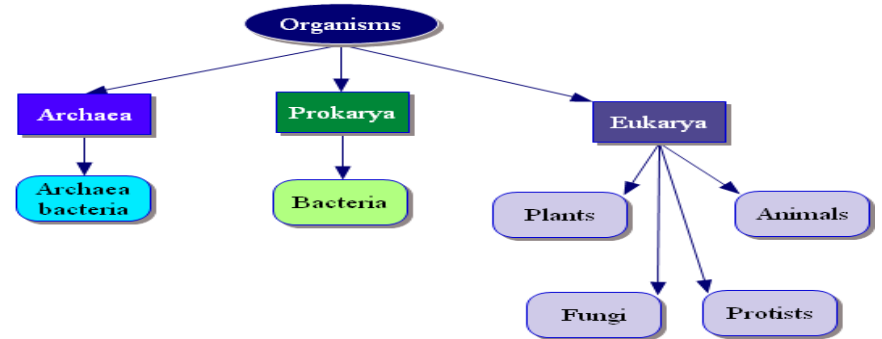 Organisms
Archaea
Prokarya
Eukarya
Archaea
bacteria
Bacteria
Plants
Animals
Fungi
Protists